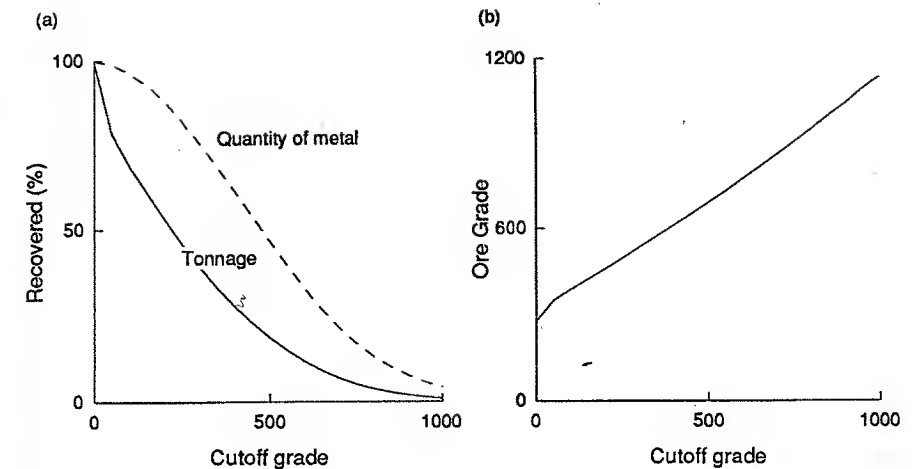 (a)
100
50
0
Recovered (%)
Quantity of metal
Tonnage
0 500 1000
Cutoff grade
(b)
1200
600
0
Ore Grade
0 500 1000
Cutoff grade